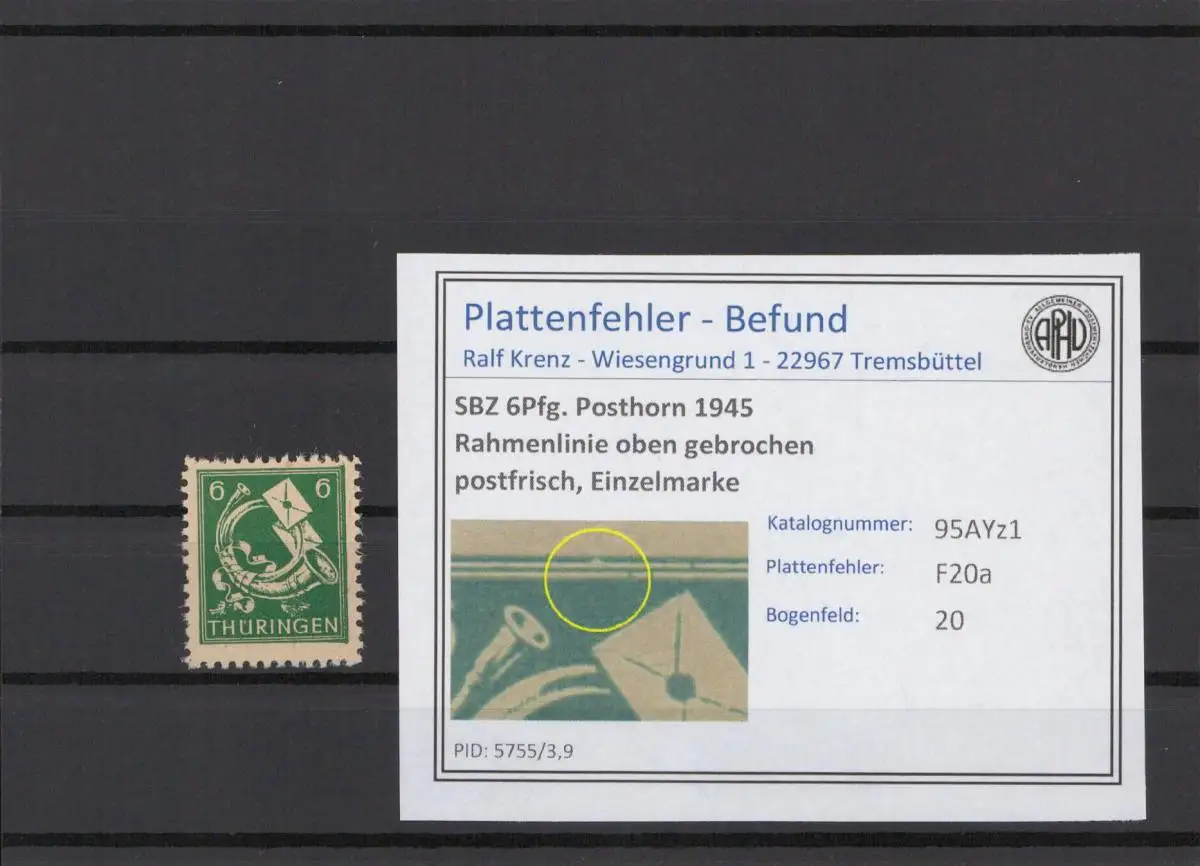 6 6
THÜRINGEN
Plattenfehler - Befund
Ralf Krenz - Wiesengrund 1 - 22967 Tremsbüttel
APHV
SBZ 6Pfg. Posthorn 1945
Rahmenlinie oben gebrochen
postfrisch, Einzelmarke
Katalognummer: 95AYz1
Plattenfehler: F20a
Bogenfeld: 20
PID: 5755/3,9